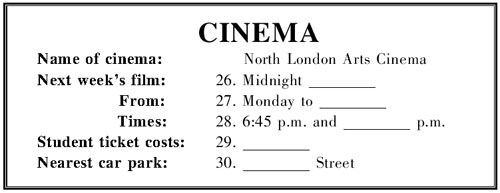 CINEMA
Name of cinema: North London Arts Cinema
Next week's film: 26. Midnight ________
From: 27. Monday to ________
Times: 28. 6:45 p.m. and ________ p.m.
Student ticket costs: 29. ________
Nearest car park: 30. ________ Street